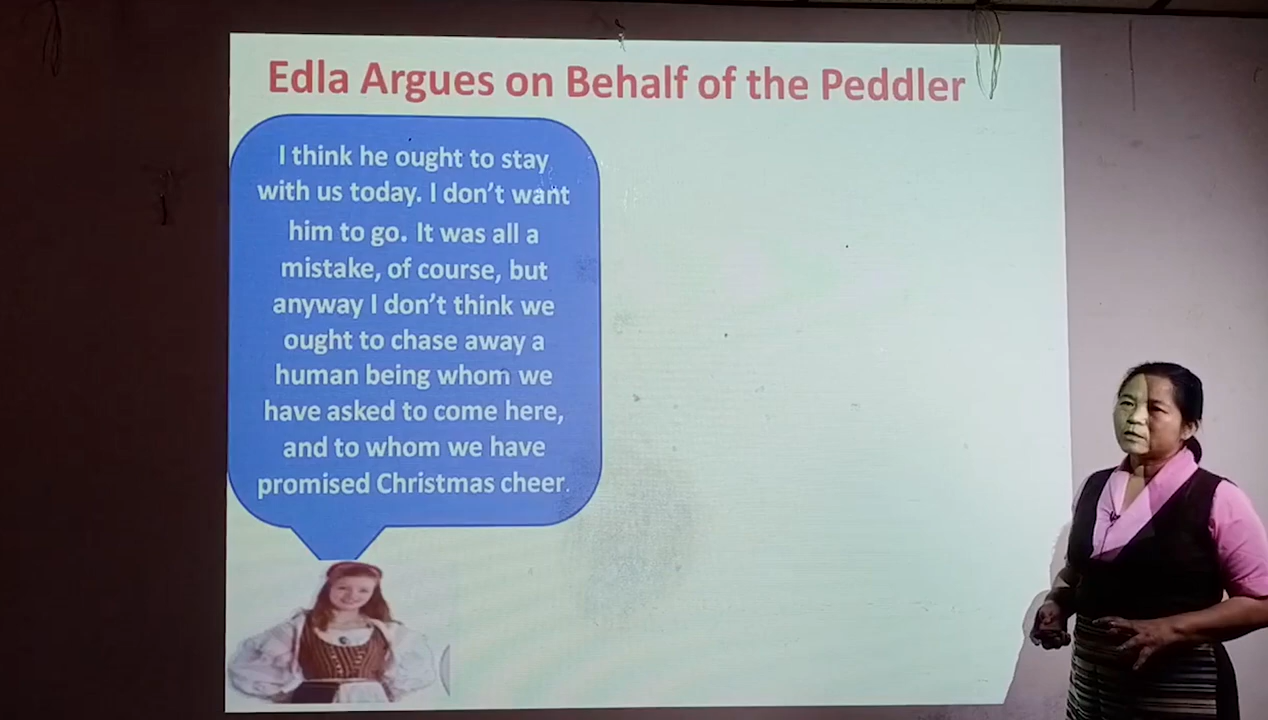 Edla Argues on Behalf of the Peddler
I think he ought to stay
with us today. I don't want
him to go. It was all a
mistake, of course, but
anyway I don't think we
ought to chase away a
human being whom we
have asked to come here,
and to whom we have
promised Christmas cheer.